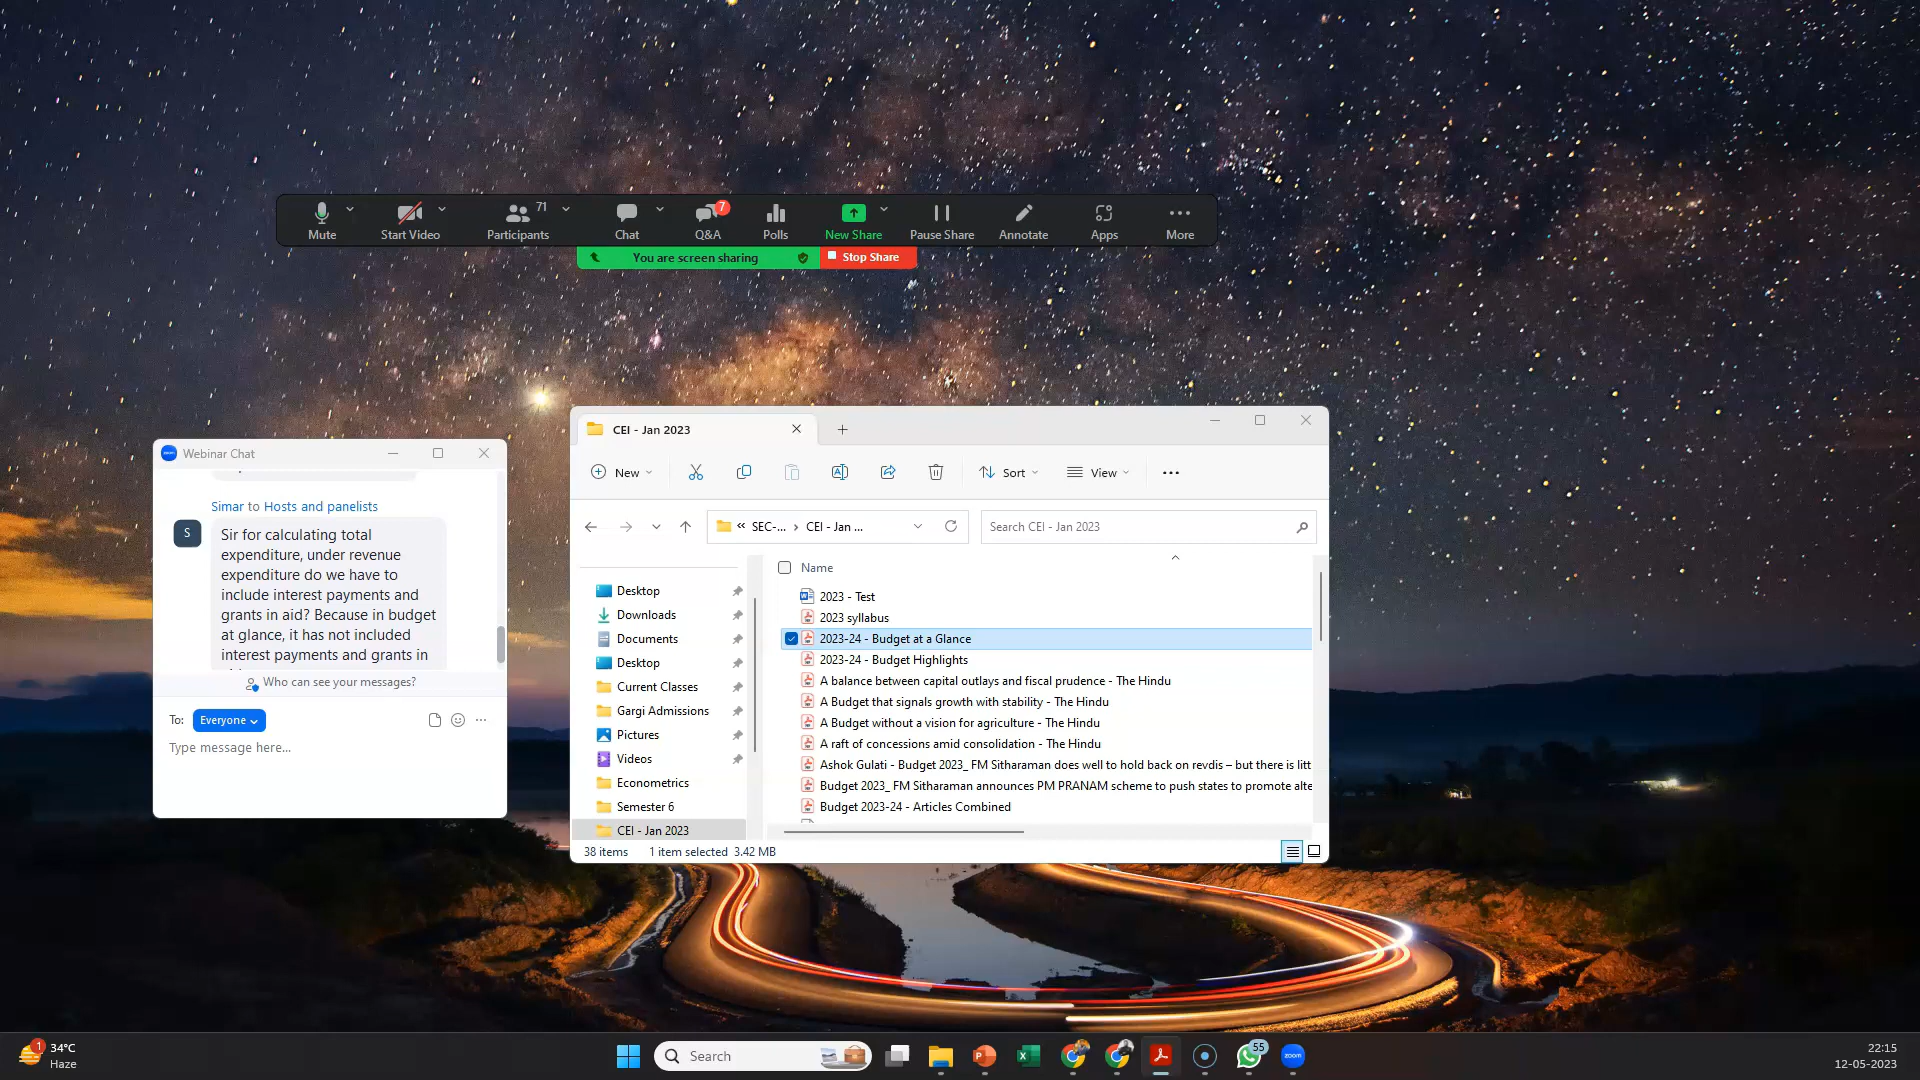 Mute
Start Video
71
Participants
Chat
7
Q&A
Polls
New Share
Pause Share
Annotate
Apps
More
You are screen sharing
Stop Share
zoom
Webinar Chat
Simar to Hosts and panelists
S
Sir for calculating total
expenditure, under revenue
expenditure do we have to
include interest payments and
grants in aid? Because in budget
at glance, it has not included
interest payments and grants in
Who can see your messages?
To: Everyone
Type message here...
CEI - Jan 2023
New
Sort
View
« SEC-... › CEI - Jan ...
Search CEI - Jan 2023
Name
Desktop
Downloads
Documents
Desktop
Current Classes
Gargi Admissions
Pictures
Videos
Econometrics
Semester 6
CEI - Jan 2023
2023 - Test
2023 syllabus
2023-24 - Budget at a Glance
2023-24 - Budget Highlights
A balance between capital outlays and fiscal prudence - The Hindu
A Budget that signals growth with stability - The Hindu
A Budget without a vision for agriculture - The Hindu
A raft of concessions amid consolidation - The Hindu
Ashok Gulati - Budget 2023_ FM Sitharaman does well to hold back on revdis – but there is litt
Budget 2023_ FM Sitharaman announces PM PRANAM scheme to push states to promote alte
Budget 2023-24 - Articles Combined
38 items 1 item selected 3.42 MB
1
34°C
Haze
Search
55
zoom
22:15
12-05-2023